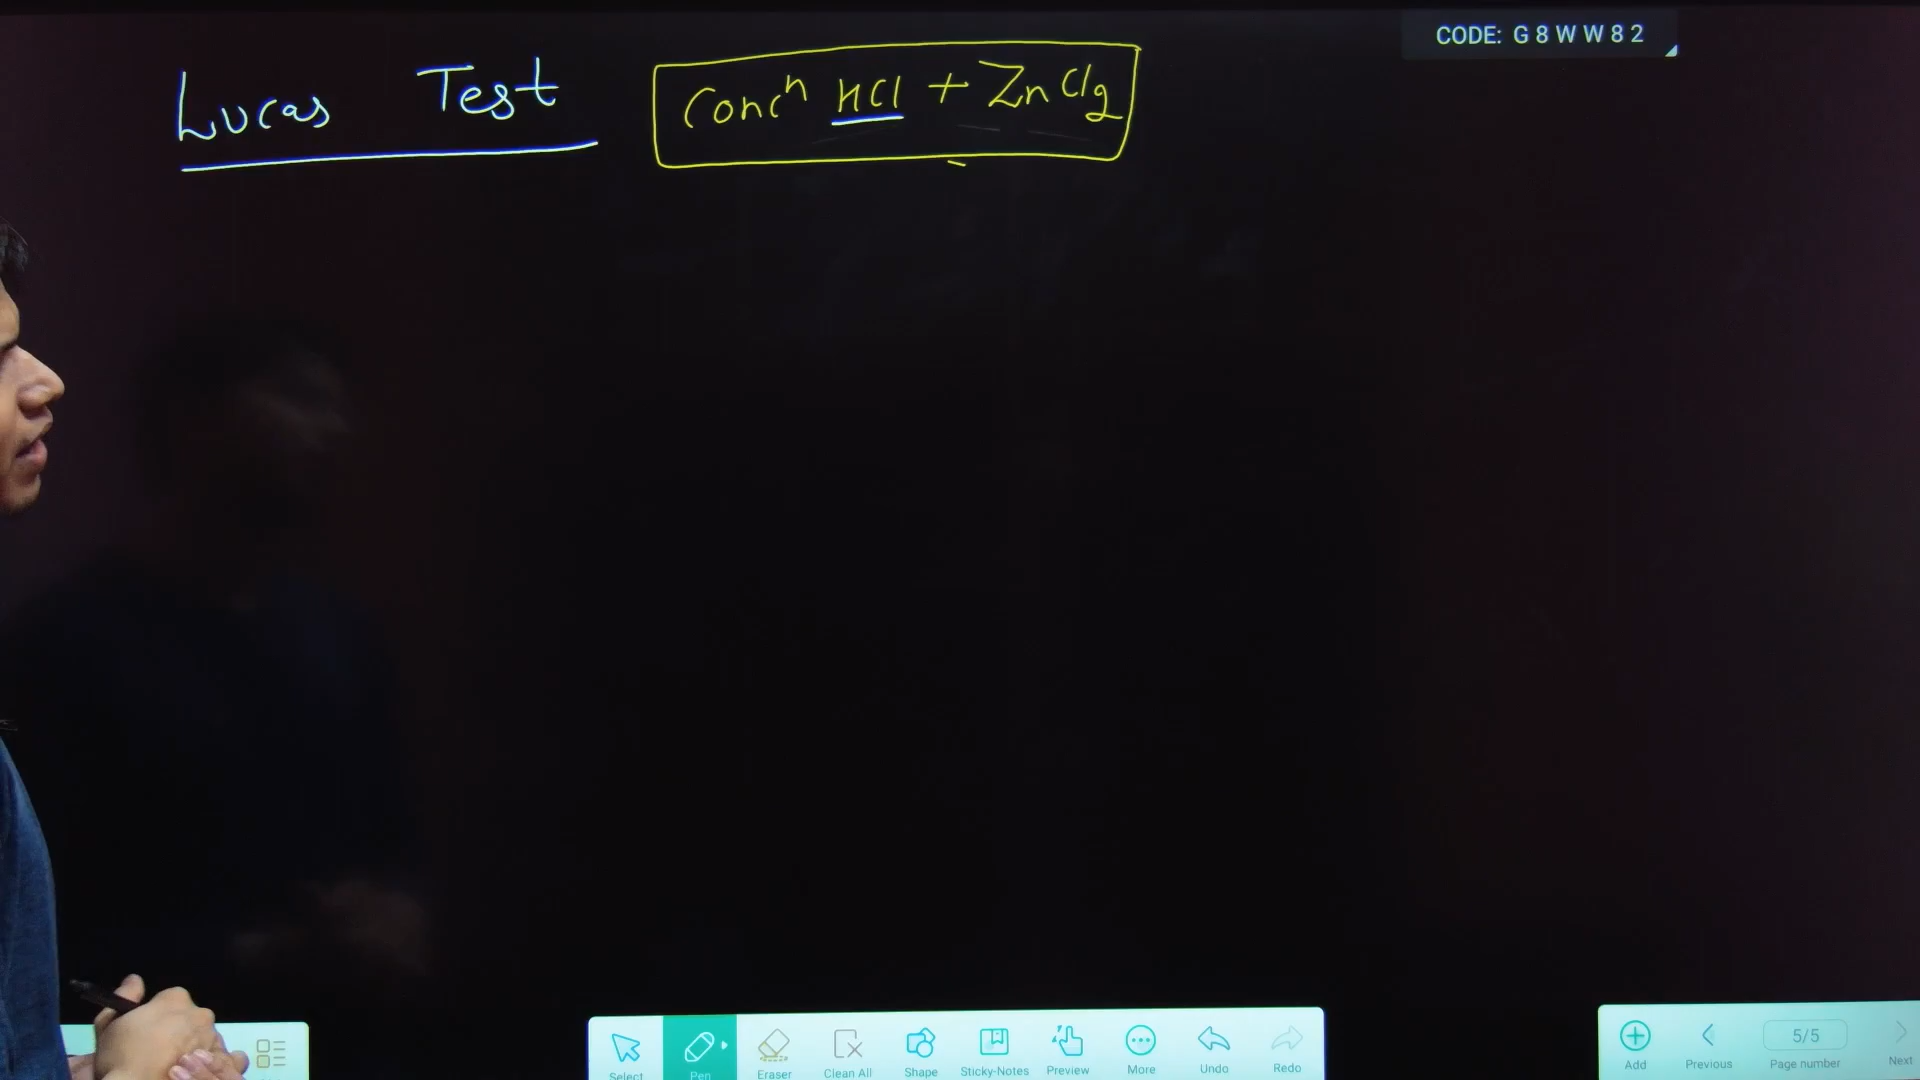 CODE: G8WW82
Lucas Test Concⁿ HCl + ZnCl₂
Select Pen Eraser Clean All Shape Sticky-Notes Preview More Undo Redo
Add Previous 5/5 Page number Next